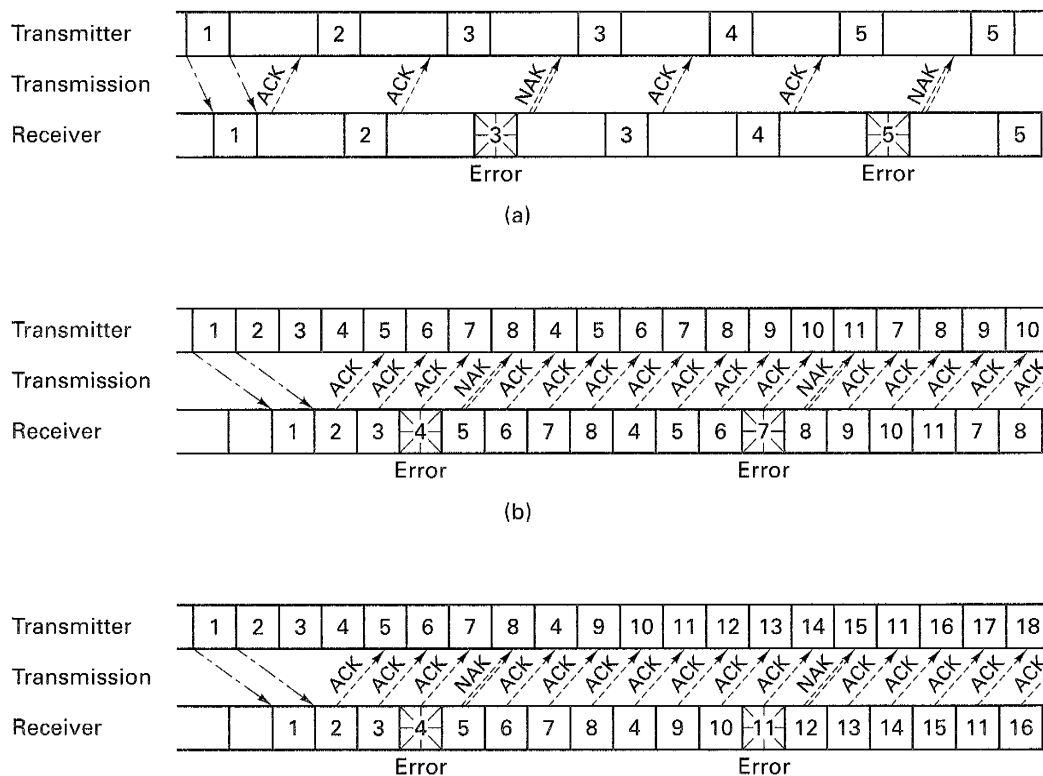 Transmitter 1 2 3 3 4 5 5
Transmission ACK ACK NAK ACK ACK NAK
Receiver 1 2 3 3 4 5 5
Error Error
(a)
Transmitter 1 2 3 4 5 6 7 8 4 5 6 7 8 9 10 11 7 8 9 10
Transmission ACK ACK ACK NAK ACK ACK ACK ACK ACK ACK ACK NAK ACK ACK ACK ACK ACK
Receiver 1 2 3 4 5 6 7 8 4 5 6 7 8 9 10 11 7 8
Error Error
(b)
Transmitter 1 2 3 4 5 6 7 8 4 9 10 11 12 13 14 15 11 16 17 18
Transmission ACK ACK ACK NAK ACK ACK ACK ACK ACK ACK ACK NAK ACK ACK ACK ACK ACK
Receiver 1 2 3 4 5 6 7 8 4 9 10 11 12 13 14 15 11 16
Error Error